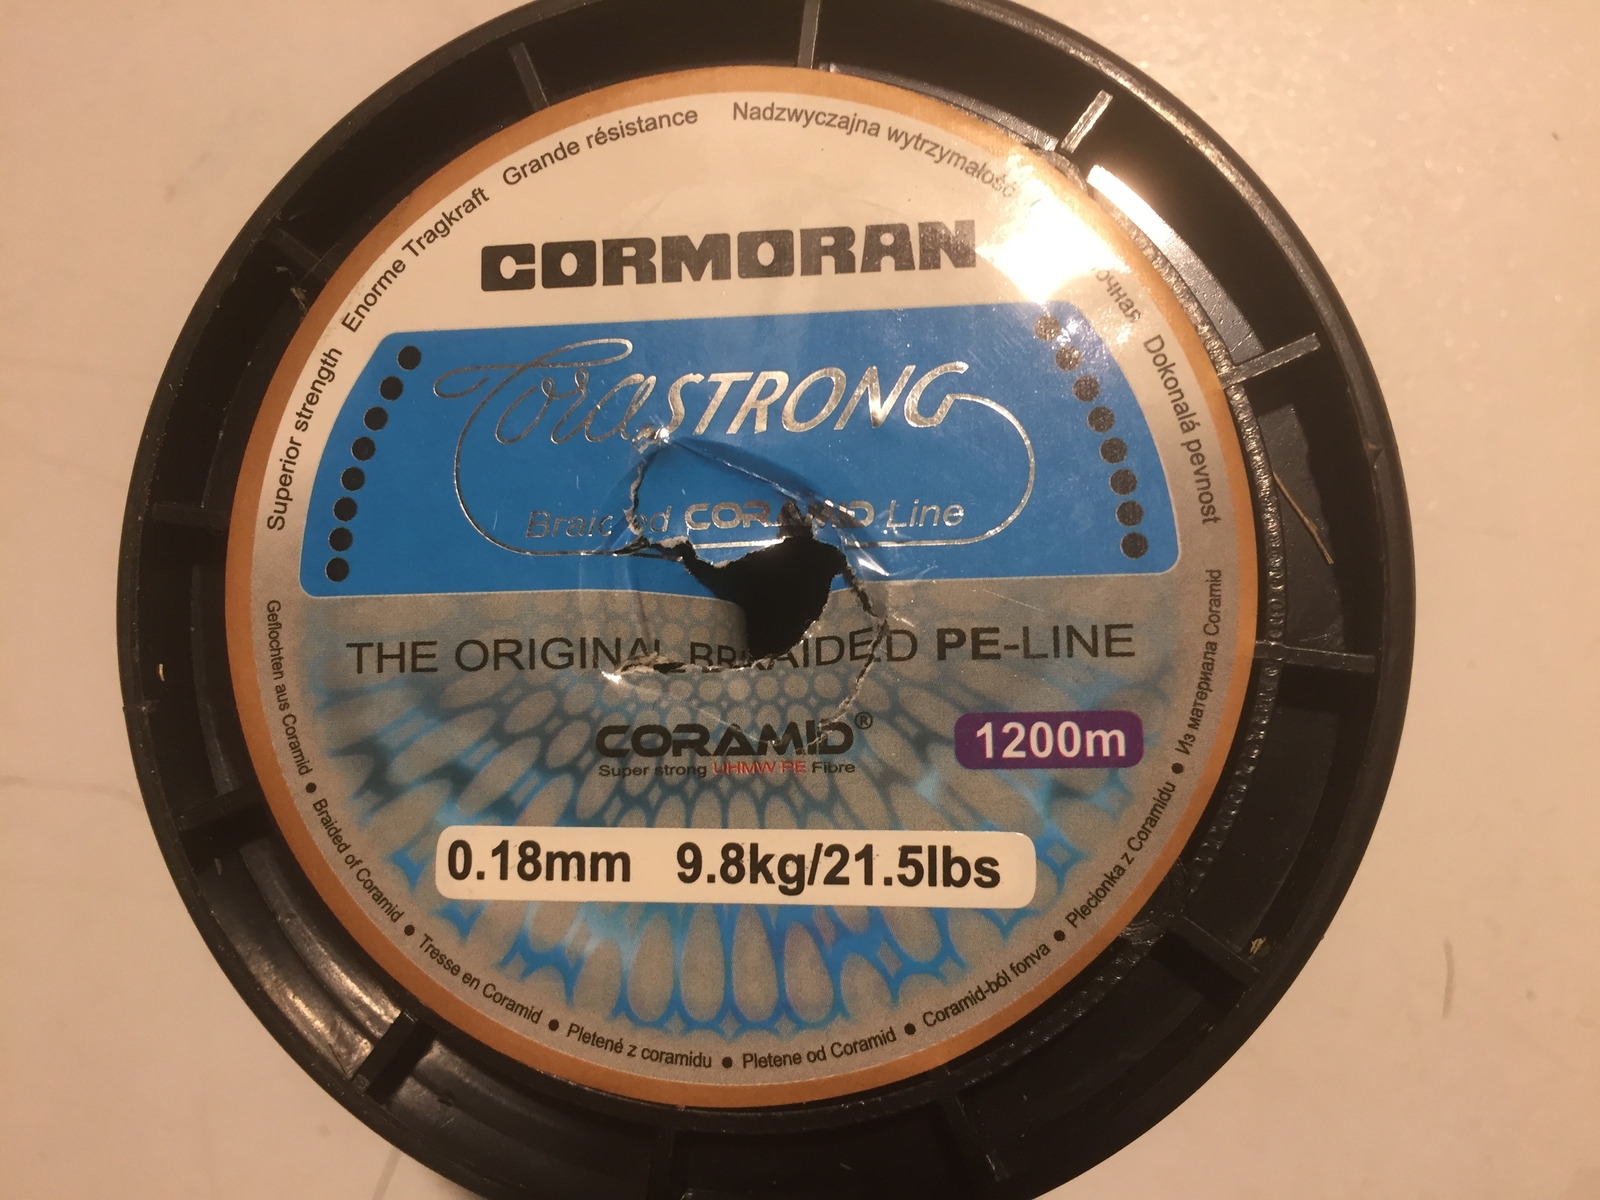 Superior strength Enorme Tragkraft Grande résistance Nadzwyczajna wytrzymałość
Dokonalá pevnost
CORMORAN
CoraSTRONG
Braided CORAMID Line
THE ORIGINAL BRAIDED PE-LINE
CORAMID®
Super strong UHMW PE Fibre
1200m
0.18mm 9.8kg/21.5lbs
Geflochten aus Coramid • Braided of Coramid • Tresse en Coramid • Pletené z coramidu • Pletene od Coramid • Coramid-ból fonva • Plecionka z Coramidu • Из материала Coramid